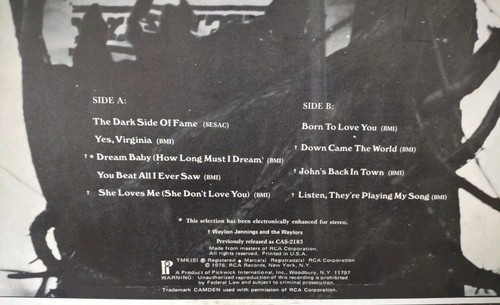 SIDE A:
The Dark Side Of Fame (SESAC)
Yes, Virginia (BMI)
† * Dream Baby (How Long Must I Dream) (BMI)
You Beat All I Ever Saw (BMI)
† She Loves Me (She Don't Love You) (BMI)
SIDE B:
Born To Love You (BMI)
† Down Came The World (BMI)
† John's Back In Town (BMI)
† Listen, They're Playing My Song (BMI)
* This selection has been electronically enhanced for stereo.
† Waylon Jennings and the Waylors
Previously released as CAS-2183
Made from masters of RCA Corporation.
All rights reserved. Printed in U.S.A.
TMK(S) ® Registered • Marca(s) Registrada(s) RCA Corporation
© 1976, RCA Records, New York, N.Y.
A Product of Pickwick International, Inc., Woodbury, N.Y. 11797
WARNING: Unauthorized reproduction of this recording is prohibited
by Federal Law and subject to criminal prosecution.
Trademark CAMDEN used with permission of RCA Corporation.